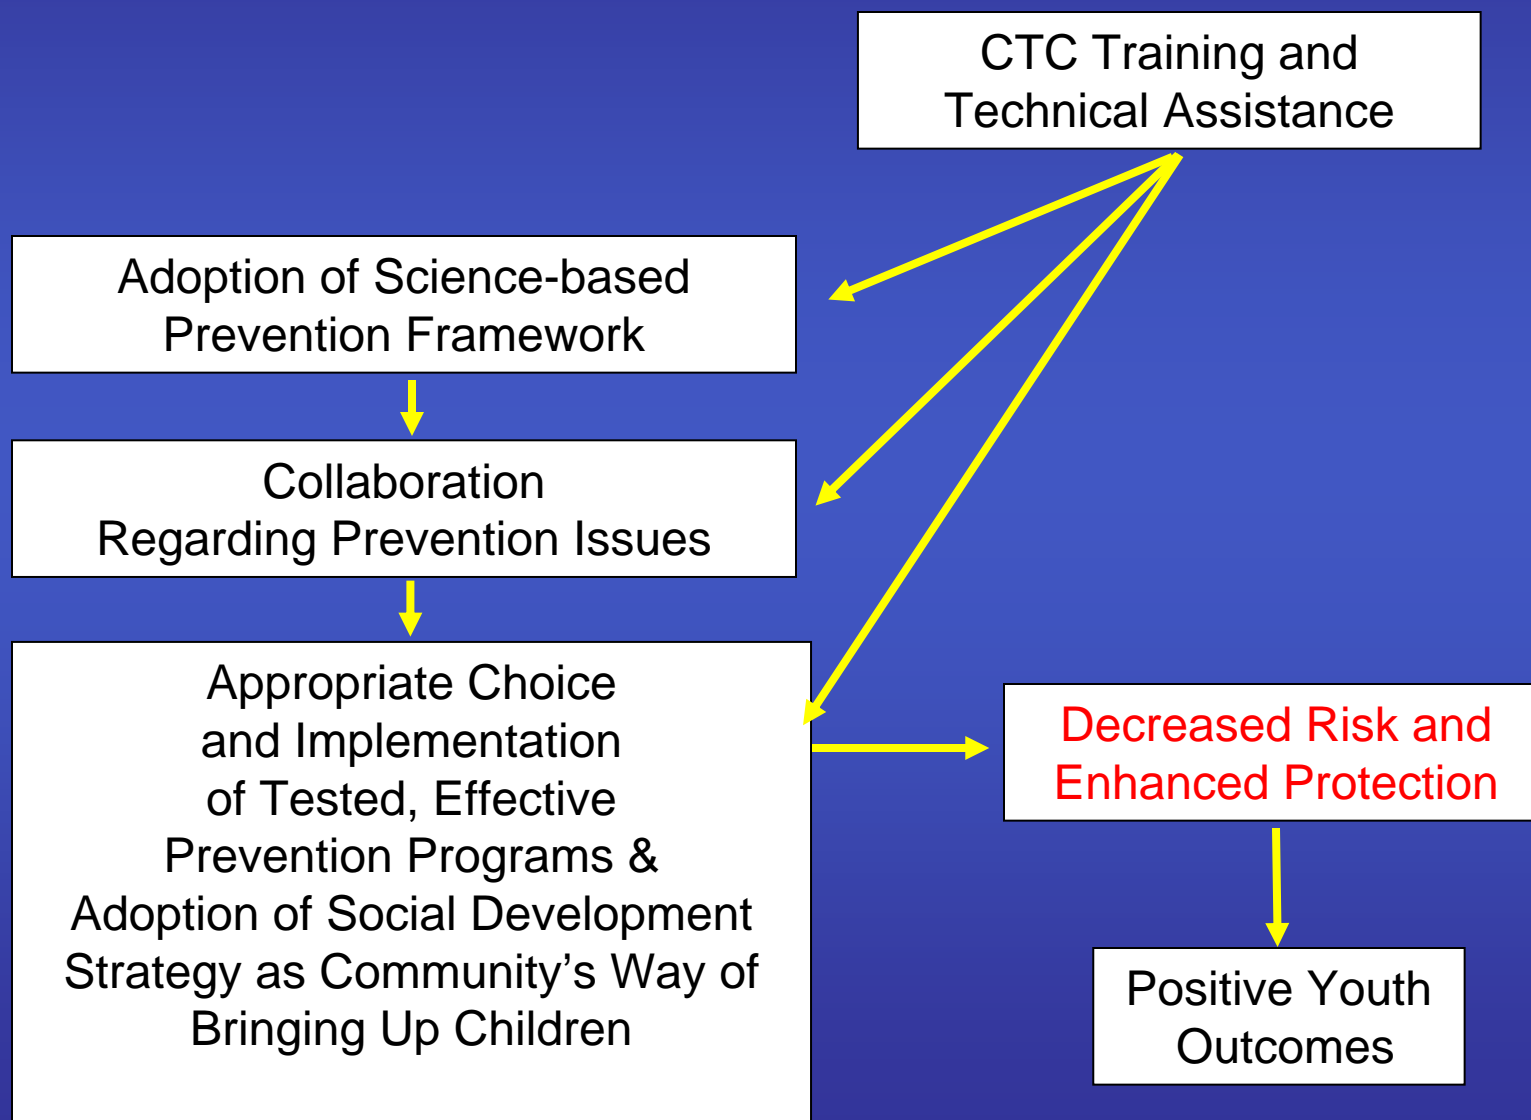 CTC Training and
Technical Assistance
Adoption of Science-based
Prevention Framework
Collaboration
Regarding Prevention Issues
Appropriate Choice
and Implementation
of Tested, Effective
Prevention Programs &
Adoption of Social Development
Strategy as Community’s Way of
Bringing Up Children
Decreased Risk and
Enhanced Protection
Positive Youth
Outcomes